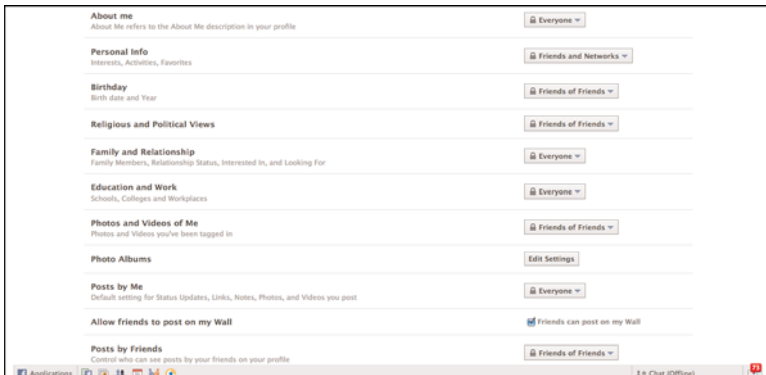 About me
Everyone
About Me refers to the About Me description in your profile
Personal Info
Friends and Networks
Interests, Activities, Favorites
Birthday
Friends of Friends
Birth date and Year
Religious and Political Views
Friends of Friends
Family and Relationship
Everyone
Family Members, Relationship Status, Interested In, and Looking For
Education and Work
Everyone
Schools, Colleges and Workplaces
Photos and Videos of Me
Friends of Friends
Photos and Videos you've been tagged in
Photo Albums
Edit Settings
Posts by Me
Everyone
Default setting for Status Updates, Links, Notes, Photos, and Videos you post
Allow friends to post on my Wall
Friends can post on my Wall
Posts by Friends
Friends of Friends
Control who can see posts by your friends on your profile
Applications
Chat (Offline)
73